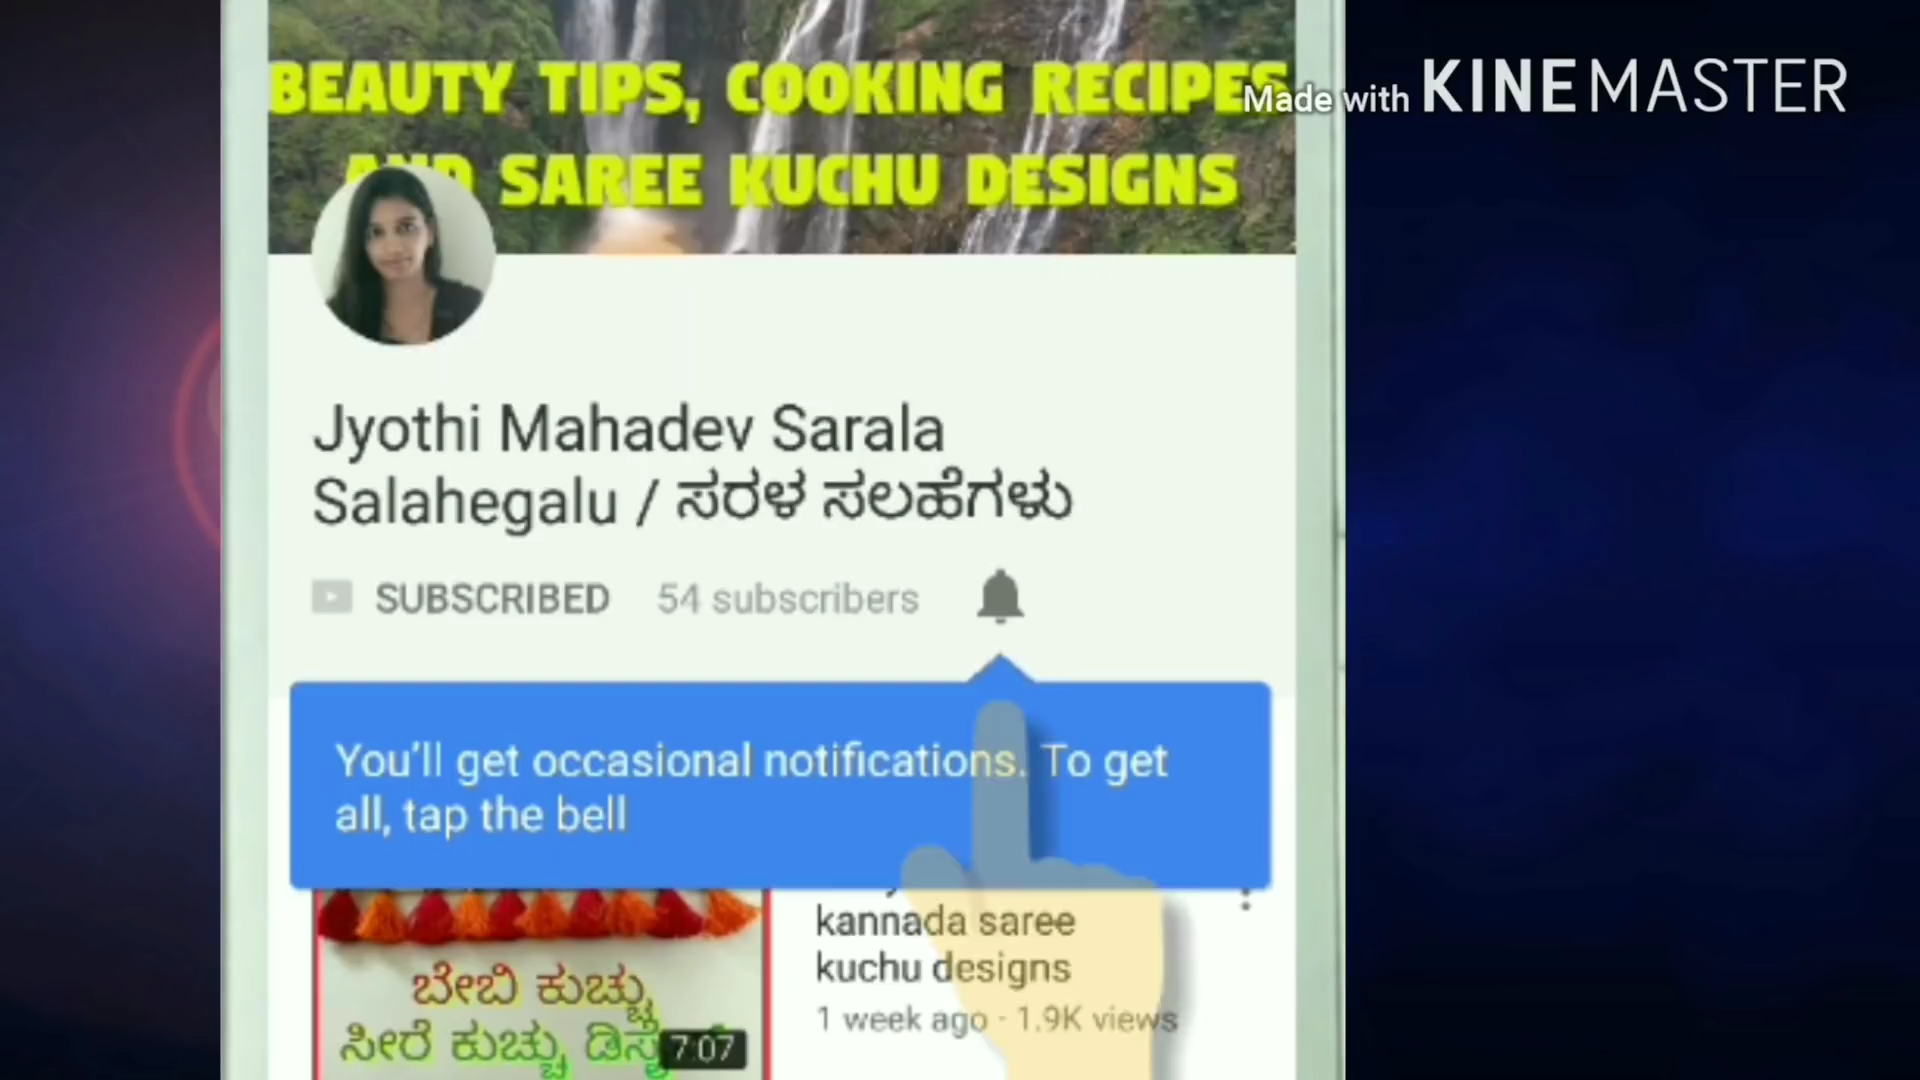 BEAUTY TIPS, COOKING RECIPES
Made with KINEMASTER
AND SAREE KUCHU DESIGNS
Jyothi Mahadev Sarala
Salahegalu / ಸರಳ ಸಲಹೆಗಳು
SUBSCRIBED 54 subscribers
You'll get occasional notifications. To get
all, tap the bell
kannada saree
kuchu designs
1 week ago · 1.9K views
ಬೇಬಿ ಕುಚ್ಚು
ಸೀರೆ ಕುಚ್ಚು
7:07